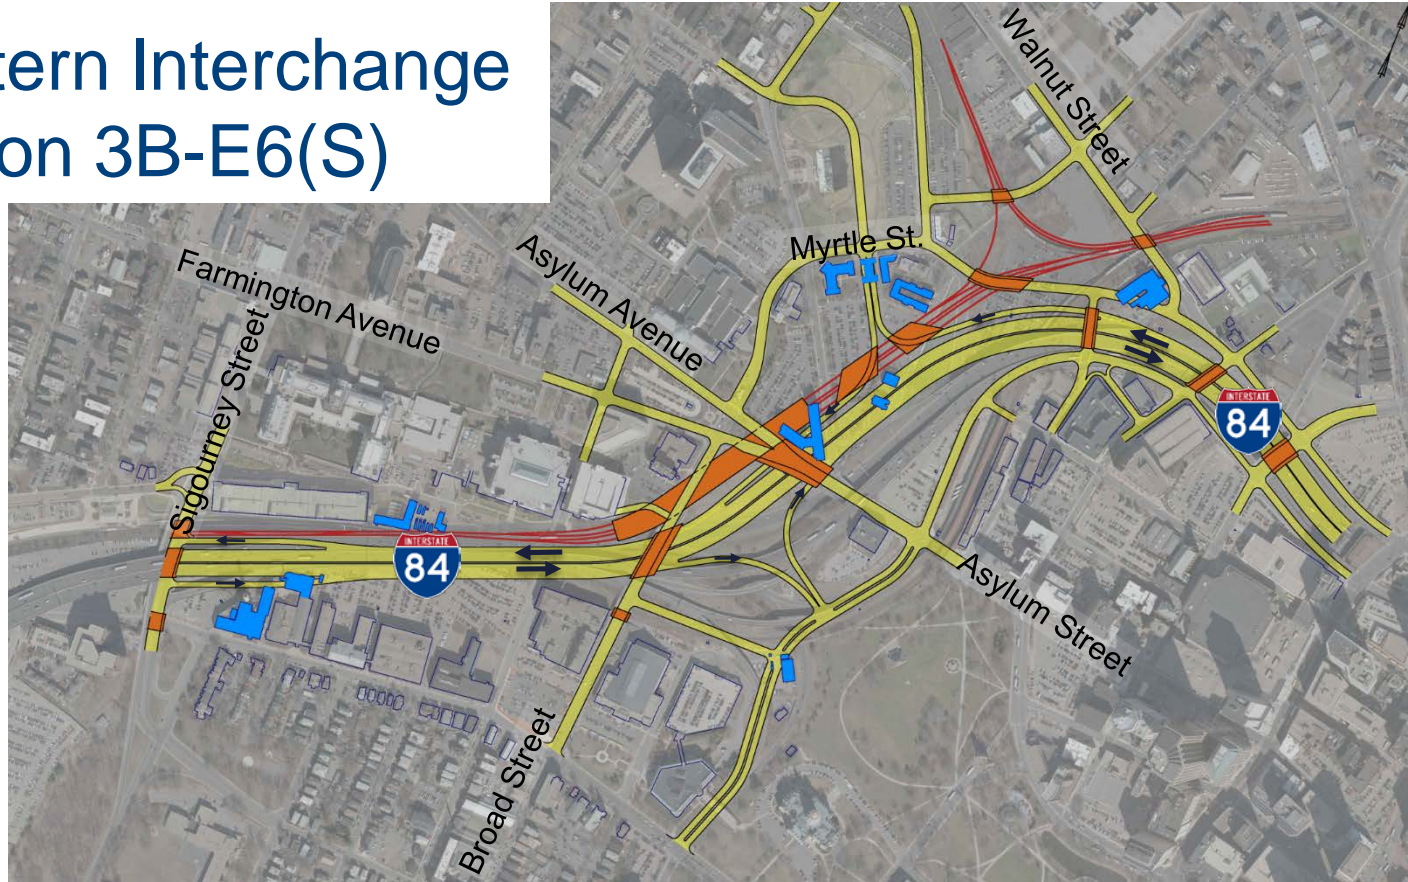 tern Interchange
on 3B-E6(S)
Walnut Street
Myrtle St.
Asylum Avenue
Farmington Avenue
Sigourney Street
INTERSTATE
84
INTERSTATE
84
Asylum Street
Broad Street